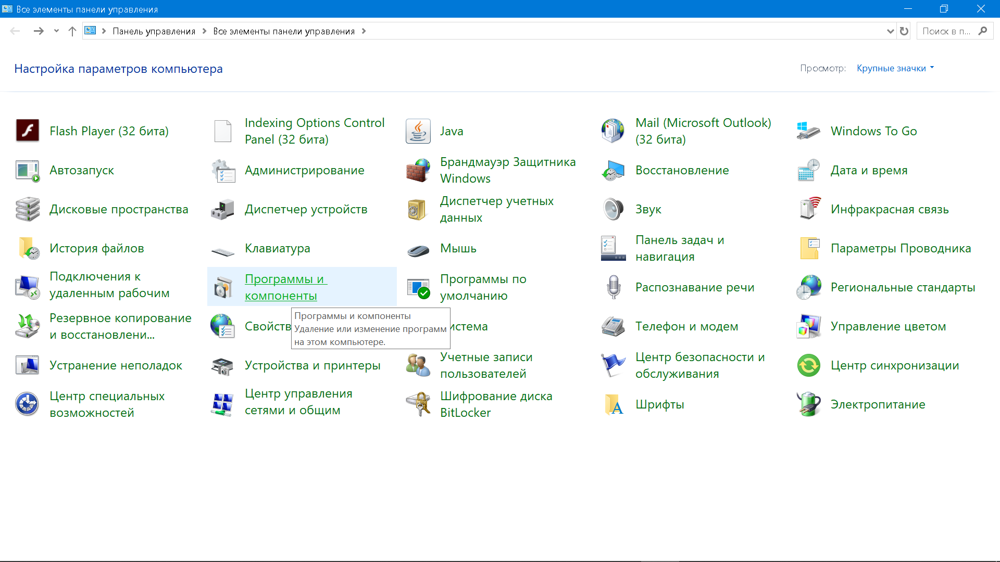 Все элементы панели управления
Панель управления
Все элементы панели управления
Поиск в п...
Настройка параметров компьютера
Просмотр:
Крупные значки
Flash Player (32 бита)
Indexing Options Control
Panel (32 бита)
Java
Mail (Microsoft Outlook)
(32 бита)
Windows To Go
Автозапуск
Администрирование
Брандмауэр Защитника
Windows
Восстановление
Дата и время
Дисковые пространства
Диспетчер устройств
Диспетчер учетных
данных
Звук
Инфракрасная связь
История файлов
Клавиатура
Мышь
Панель задач и
навигация
Параметры Проводника
Подключения к
удаленным рабочим
Программы и
компоненты
Программы по
умолчанию
Распознавание речи
Региональные стандарты
Резервное копирование
и восстановлени...
Свойств
Программы и компоненты
Удаление или изменение программ
на этом компьютере.
истема
Телефон и модем
Управление цветом
Устранение неполадок
Устройства и принтеры
Учетные записи
пользователей
Центр безопасности и
обслуживания
Центр синхронизации
Центр специальных
возможностей
Центр управления
сетями и общим
Шифрование диска
BitLocker
Шрифты
Электропитание